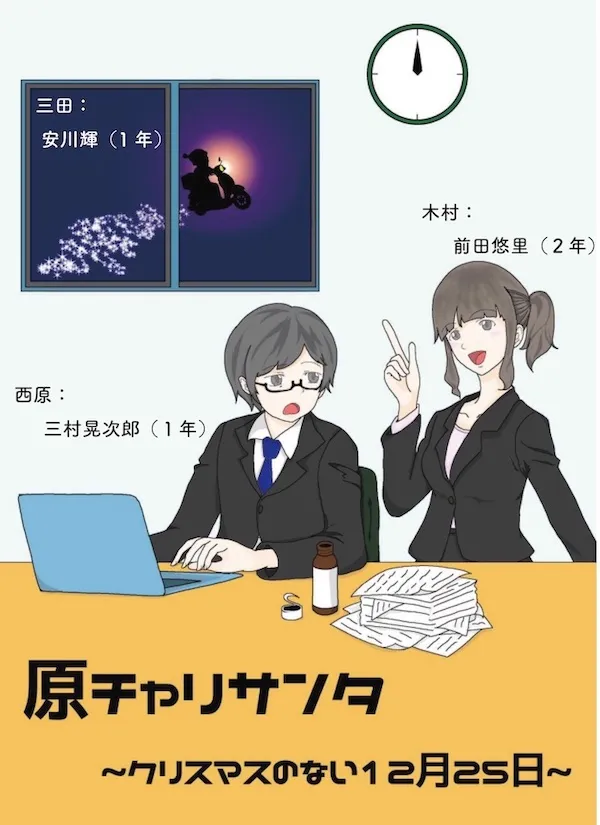 三田：
安川輝（1年）
木村：
前田悠里（２年）
西原：
三村晃次郎（１年）
原チャリサンタ
~クリスマスのない12月25日~